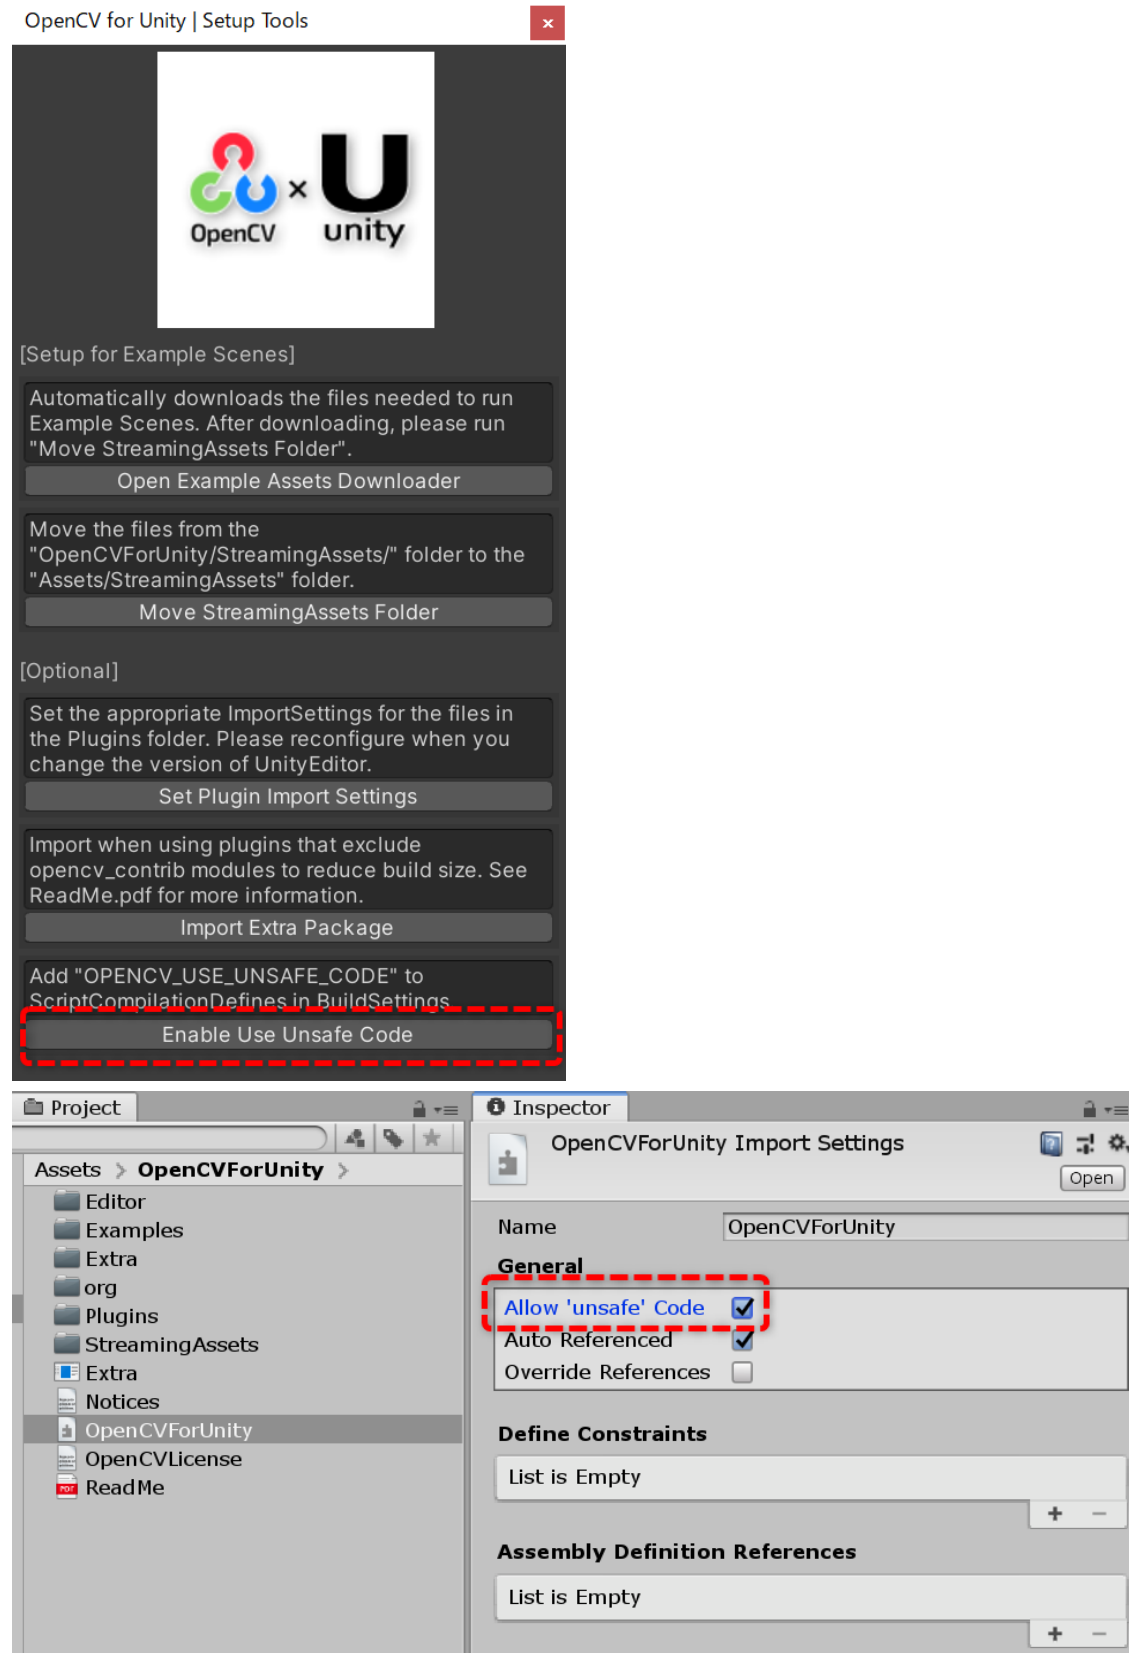 OpenCV for Unity | Setup Tools
x
OpenCV × unity
[Setup for Example Scenes]
Automatically downloads the files needed to run
Example Scenes. After downloading, please run
"Move StreamingAssets Folder".
Open Example Assets Downloader
Move the files from the
"OpenCVForUnity/StreamingAssets/" folder to the
"Assets/StreamingAssets" folder.
Move StreamingAssets Folder
[Optional]
Set the appropriate ImportSettings for the files in
the Plugins folder. Please reconfigure when you
change the version of UnityEditor.
Set Plugin Import Settings
Import when using plugins that exclude
opencv_contrib modules to reduce build size. See
ReadMe.pdf for more information.
Import Extra Package
Add "OPENCV_USE_UNSAFE_CODE" to
ScriptCompilationDefines in BuildSettings
Enable Use Unsafe Code
Project
Assets > OpenCVForUnity >
Editor
Examples
Extra
org
Plugins
StreamingAssets
Extra
Notices
OpenCVForUnity
OpenCVLicense
PDF ReadMe
Inspector
OpenCVForUnity Import Settings
Open
Name OpenCVForUnity
General
Allow 'unsafe' Code
Auto Referenced
Override References
Define Constraints
List is Empty
+ −
Assembly Definition References
List is Empty
+ −